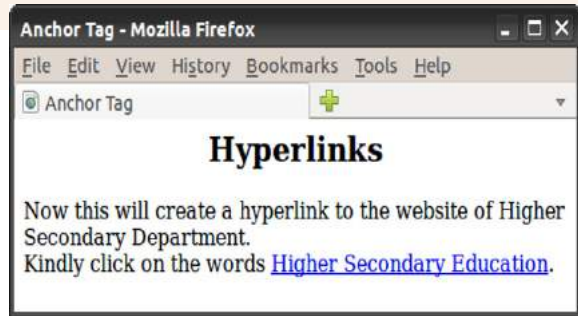 Anchor Tag - Mozilla Firefox
File Edit View History Bookmarks Tools Help
Anchor Tag
Hyperlinks
Now this will create a hyperlink to the website of Higher
Secondary Department.
Kindly click on the words Higher Secondary Education.